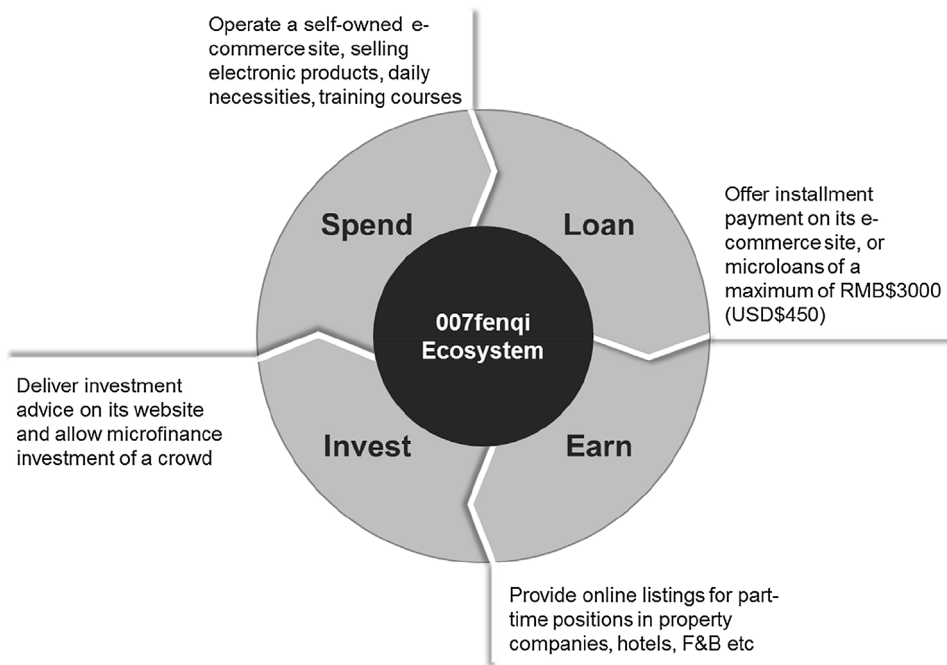 Operate a self-owned e-
commerce site, selling
electronic products, daily
necessities, training courses
Spend
Loan
Offer installment
payment on its e-
commerce site, or
microloans of a
maximum of RMB$3000
(USD$450)
007fenqi
Ecosystem
Deliver investment
advice on its website
and allow microfinance
investment of a crowd
Invest
Earn
Provide online listings for part-
time positions in property
companies, hotels, F&B etc